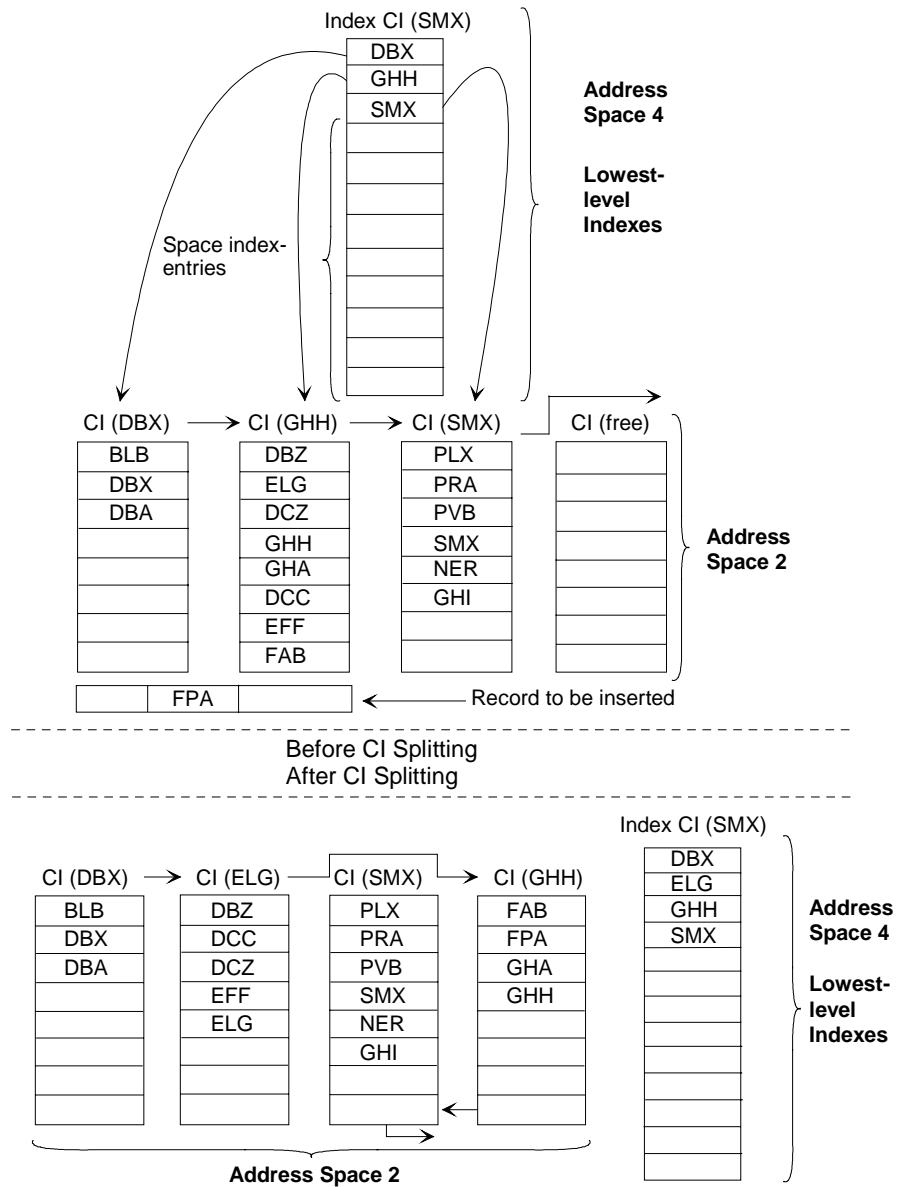 Index CI (SMX)
DBX
GHH
SMX
Address
Space 4
Lowest-
level
Indexes
Space index-
entries
CI (DBX)
CI (GHH)
CI (SMX)
CI (free)
BLB
DBX
DBA
DBZ
ELG
DCZ
GHH
GHA
DCC
EFF
FAB
PLX
PRA
PVB
SMX
NER
GHI
Address
Space 2
FPA
Record to be inserted
Before CI Splitting
After CI Splitting
CI (DBX)
CI (ELG)
CI (SMX)
CI (GHH)
BLB
DBX
DBA
DBZ
DCC
DCZ
EFF
ELG
PLX
PRA
PVB
SMX
NER
GHI
FAB
FPA
GHA
GHH
Address Space 2
Index CI (SMX)
DBX
ELG
GHH
SMX
Address
Space 4
Lowest-
level
Indexes